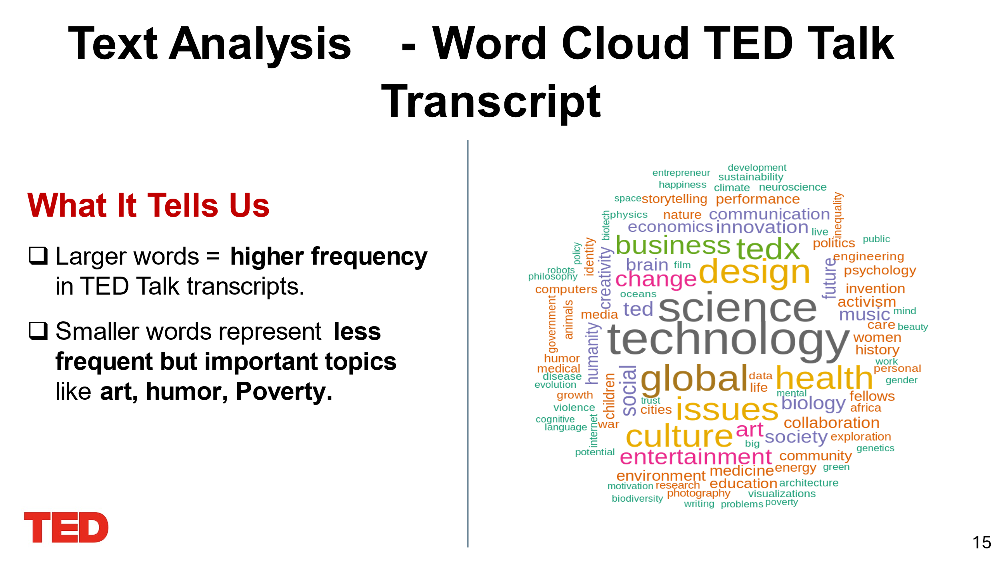 Text Analysis - Word Cloud TED Talk
Transcript
What It Tells Us
Larger words = higher frequency
in TED Talk transcripts.
Smaller words represent less
frequent but important topics
like art, humor, Poverty.
TED
development
entrepreneur
sustainability
happiness
climate
neuroscience
space
storytelling
performance
inequality
physics
nature
communication
biotech
economics
innovation
live
business
tedx
politics
public
policy
identity
creativity
engineering
brain
film
design
future
robots
psychology
philosophy
change
computers
invention
oceans
science
activism
government
animals
media
ted
music
mind
care
beauty
humanity
technology
women
history
humor
work
medical
personal
disease
social
global
data
health
gender
evolution
life
growth
children
mental
trust
issues
biology
fellows
violence
cities
africa
cognitive
language
internet
war
collaboration
culture
art
society
exploration
big
genetics
potential
entertainment
community
medicine
energy
green
environment
motivation
research
education
architecture
photography
visualizations
biodiversity
writing
problems
poverty
15